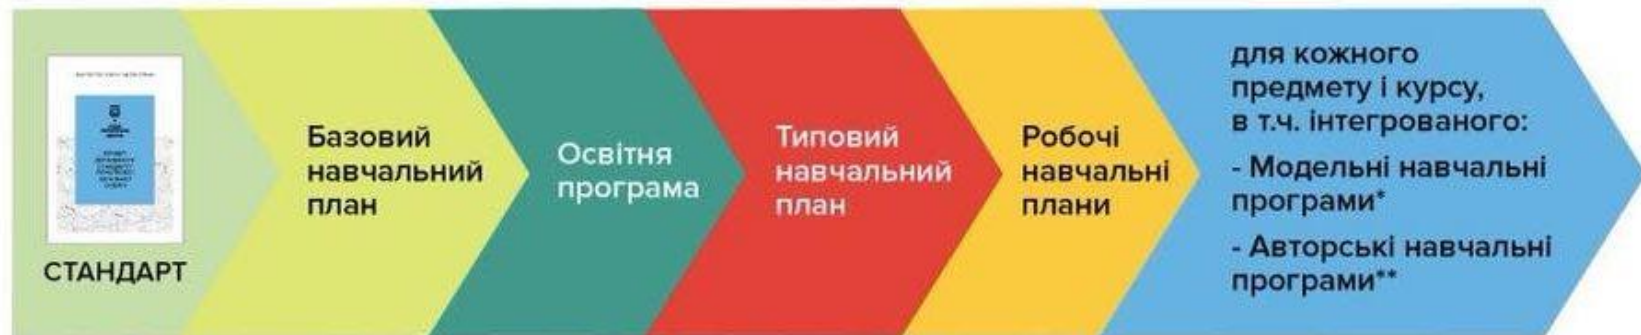 СТАНДАРТ
Базовий
навчальний
план
Освітня
програма
Типовий
навчальний
план
Робочі
навчальні
плани
для кожного
предмету і курсу,
в т.ч. інтегрованого:
- Модельні навчальні
програми*
- Авторські навчальні
програми**